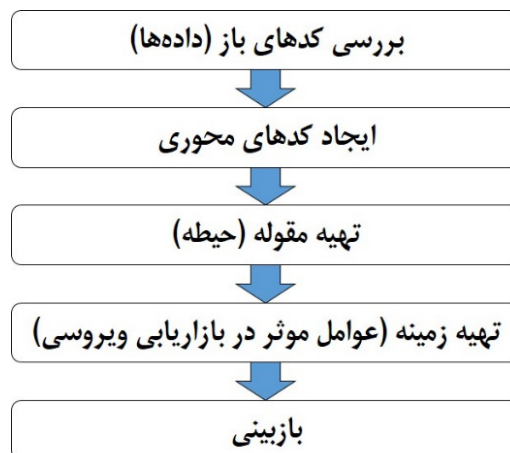 بررسی کدهای باز (داده‌ها)
ایجاد کدهای محوری
تهیه مقوله (حیطه)
تهیه زمینه (عوامل موثر در بازاریابی ویروسی)
بازبینی